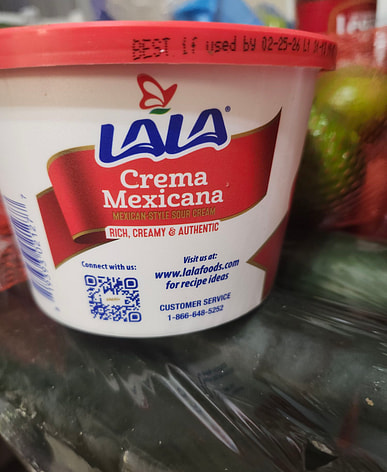 BEST if used by 02-25-26 L1
LALA®
Crema
Mexicana
MEXICAN-STYLE SOUR CREAM
RICH, CREAMY & AUTHENTIC
Connect with us:
Visit us at:
www.lalafoods.com
for recipe ideas
CUSTOMER SERVICE
1-866-648-5252